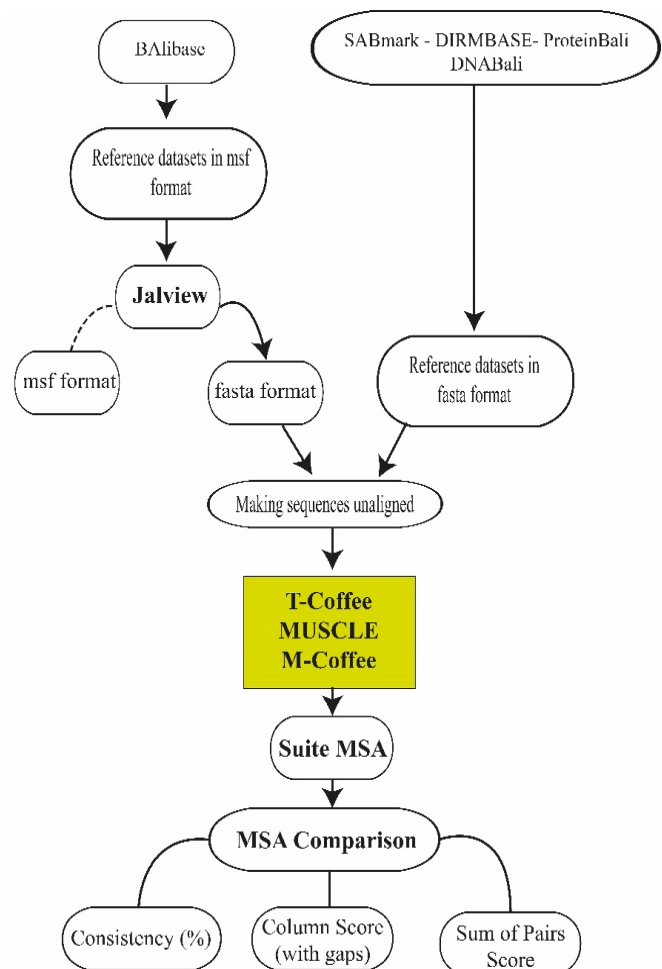 BAlibase
SABmark - DIRMBASE- ProteinBali
DNABali
Reference datasets in msf
format
Jalview
msf format
fasta format
Reference datasets in
fasta format
Making sequences unaligned
T-Coffee
MUSCLE
M-Coffee
Suite MSA
MSA Comparison
Consistency (%)
Column Score
(with gaps)
Sum of Pairs
Score